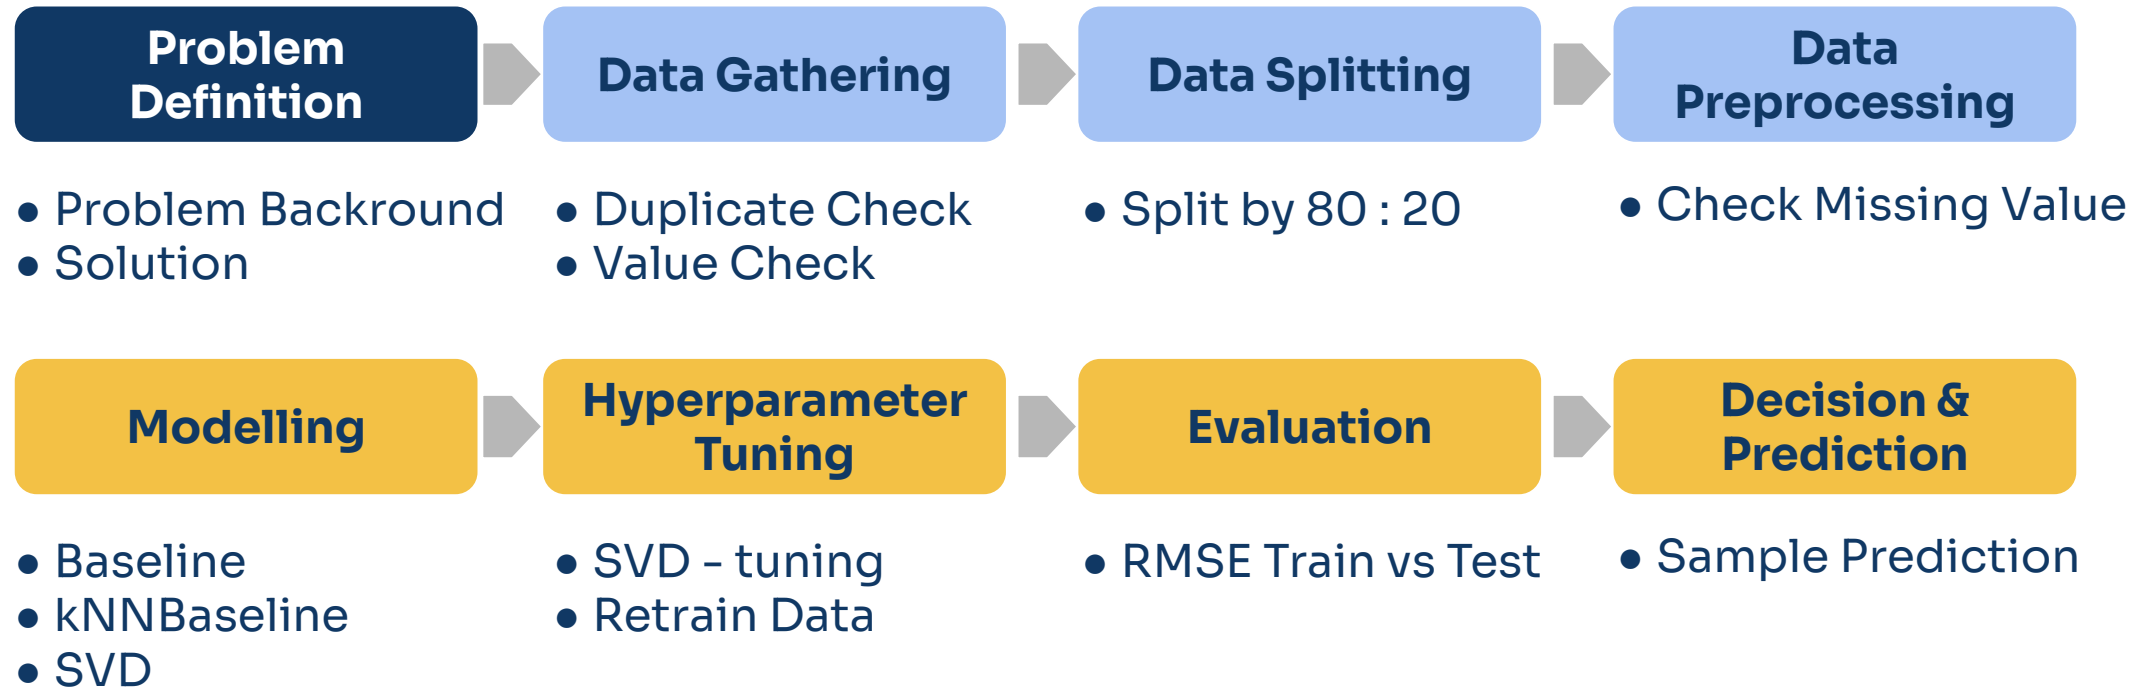 Problem
Definition
Data Gathering
Data Splitting
Data
Preprocessing
● Problem Backround
● Solution
● Duplicate Check
● Value Check
● Split by 80 : 20
● Check Missing Value
Modelling
Hyperparameter
Tuning
Evaluation
Decision &
Prediction
● Baseline
● kNNBaseline
● SVD
● SVD - tuning
● Retrain Data
● RMSE Train vs Test
● Sample Prediction